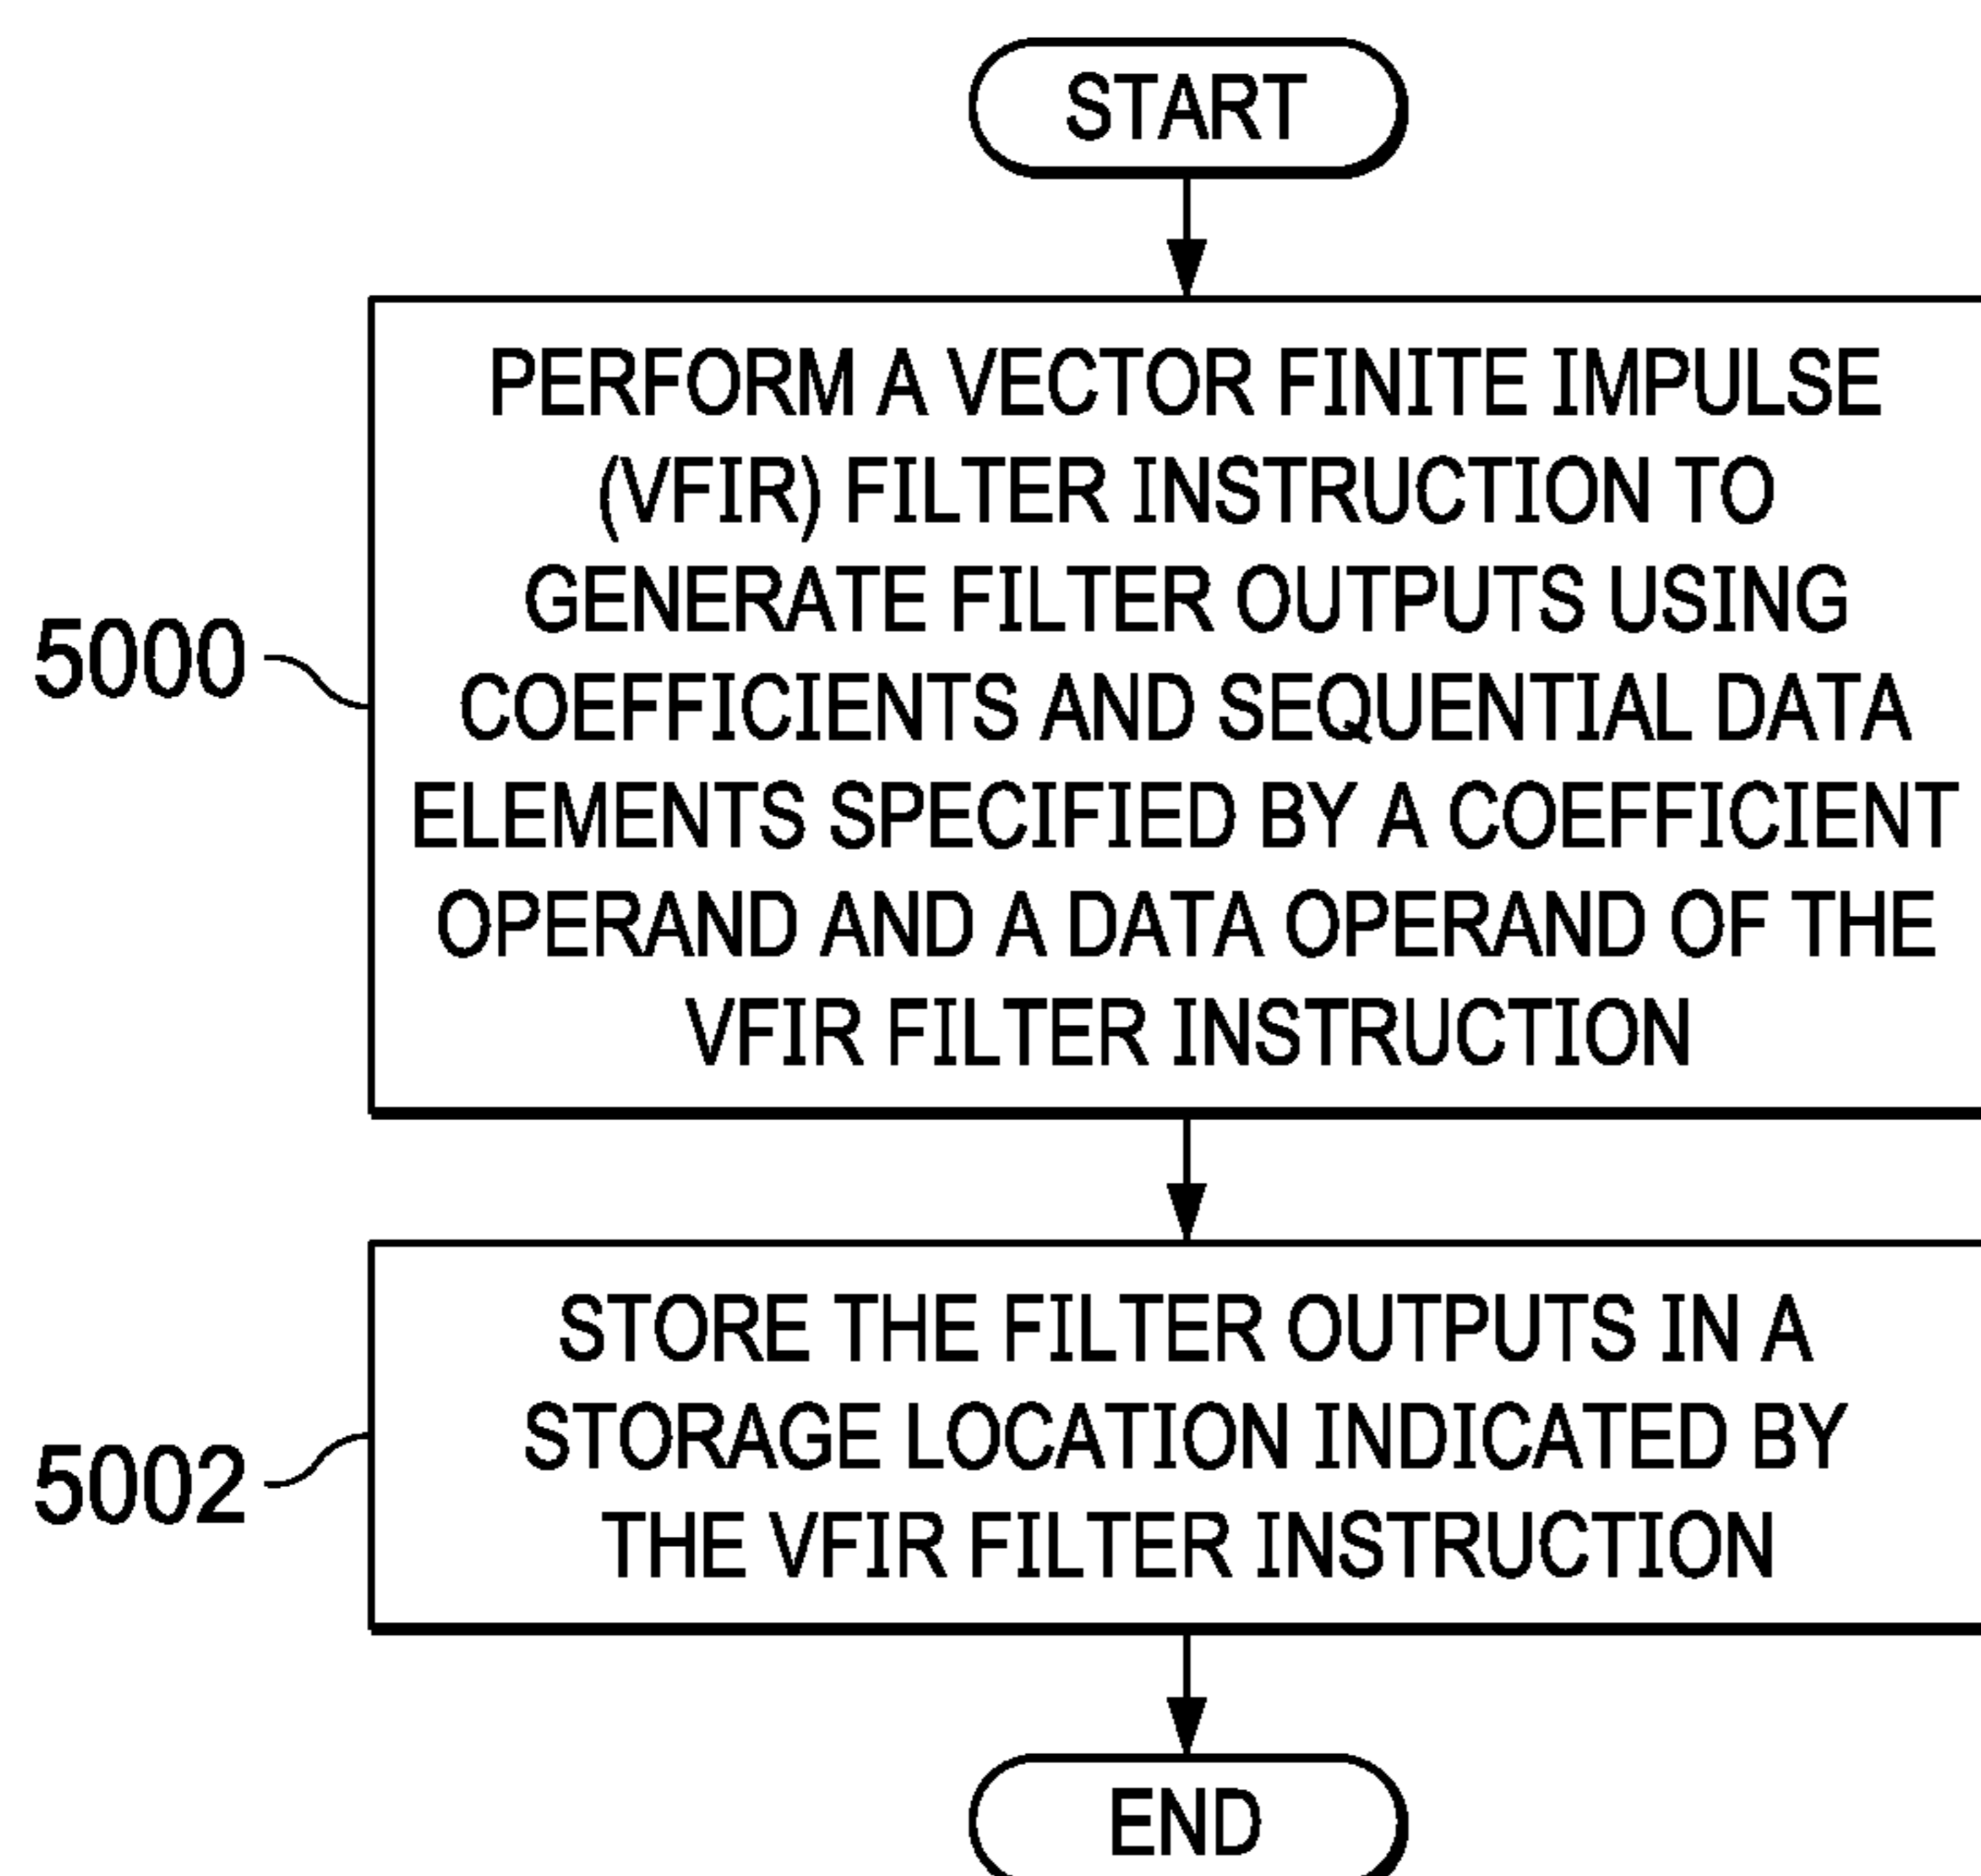 START
PERFORM A VECTOR FINITE IMPULSE
(VFIR) FILTER INSTRUCTION TO
GENERATE FILTER OUTPUTS USING
COEFFICIENTS AND SEQUENTIAL DATA
ELEMENTS SPECIFIED BY A COEFFICIENT
OPERAND AND A DATA OPERAND OF THE
VFIR FILTER INSTRUCTION
5000
STORE THE FILTER OUTPUTS IN A
STORAGE LOCATION INDICATED BY
THE VFIR FILTER INSTRUCTION
5002
END